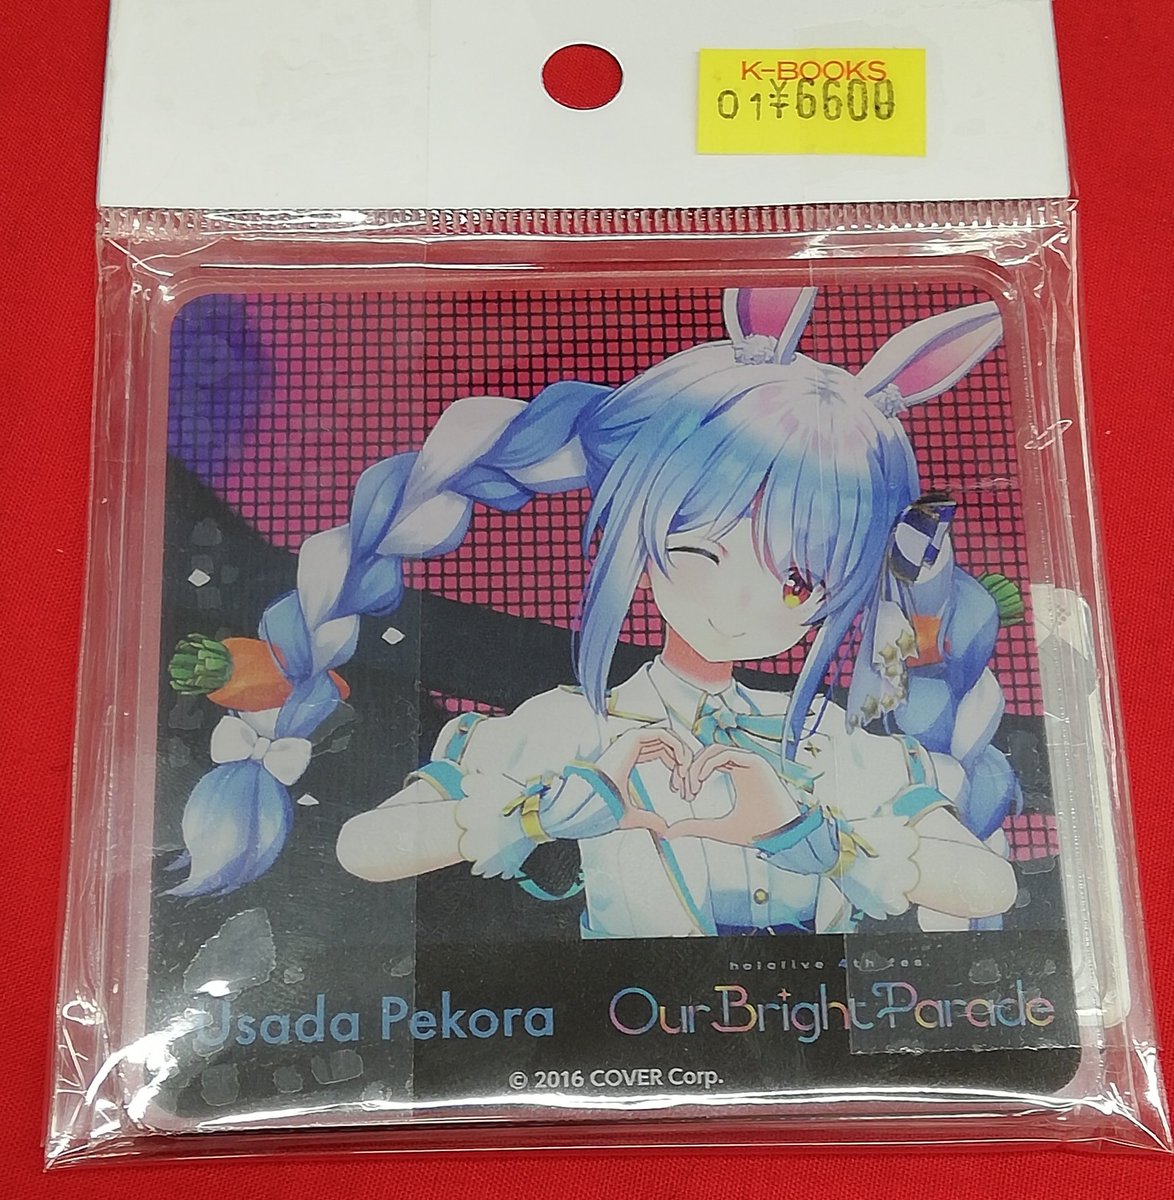 K-BOOKS
01¥6600
hololive 4th fes.
Usada Pekora
Our Bright Parade
© 2016 COVER Corp.